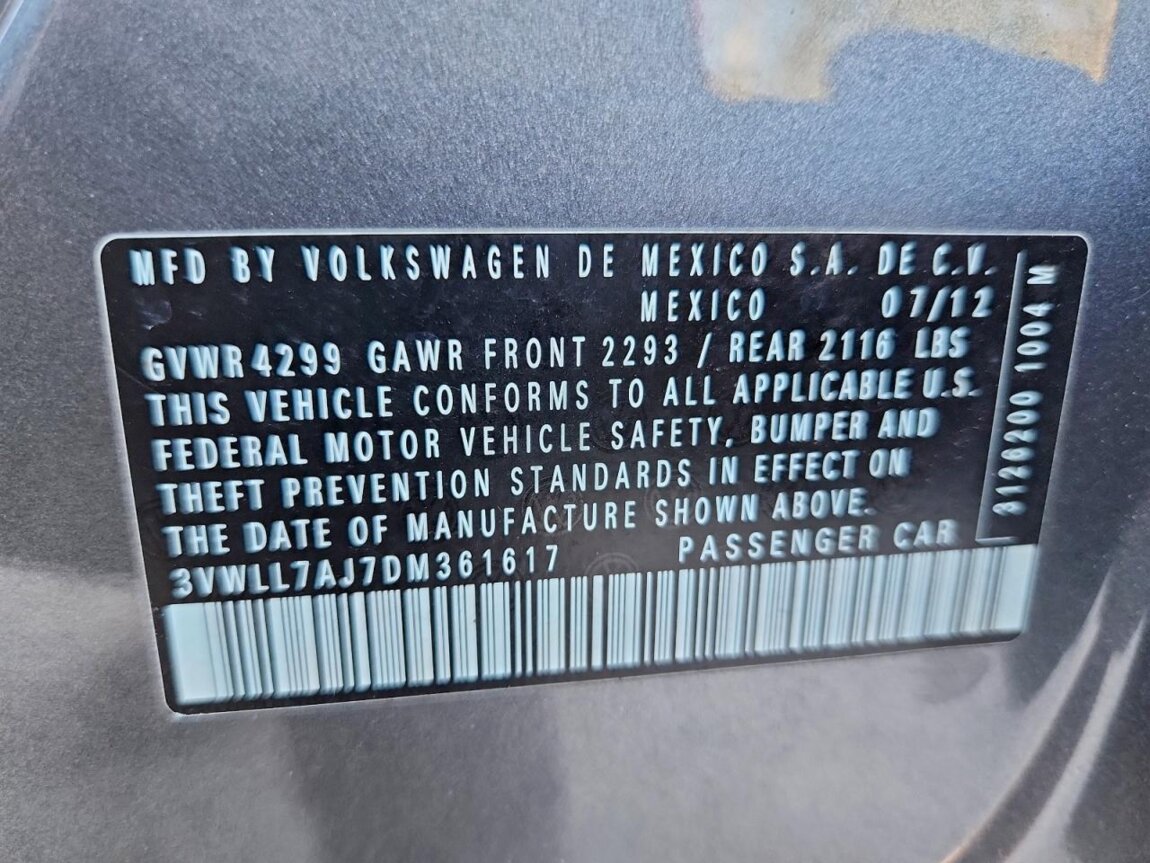 MFD BY VOLKSWAGEN DE MEXICO S.A. DE C.V.
MEXICO 07/12
GVWR 4299 GAWR FRONT 2293 / REAR 2116 LBS
THIS VEHICLE CONFORMS TO ALL APPLICABLE U.S.
FEDERAL MOTOR VEHICLE SAFETY, BUMPER AND
THEFT PREVENTION STANDARDS IN EFFECT ON
THE DATE OF MANUFACTURE SHOWN ABOVE.
3VWLL7AJ7DM361617 PASSENGER CAR
3126200 1004 M